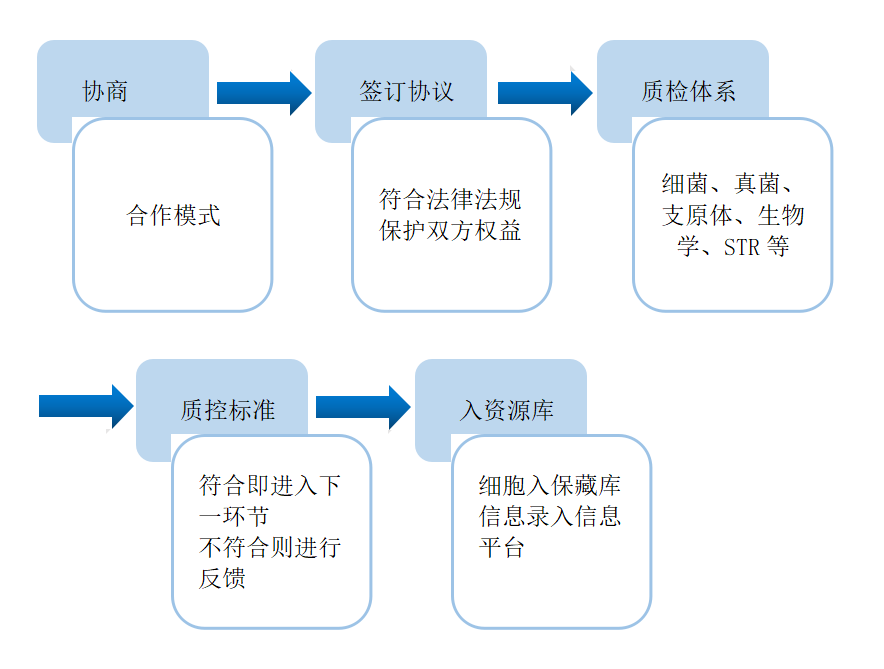 协商
合作模式
签订协议
符合法律法规
保护双方权益
质检体系
细菌、真菌、
支原体、生物
学、STR 等
质控标准
符合即进入下
一环节
不符合则进行
反馈
入资源库
细胞入保藏库
信息录入信息
平台